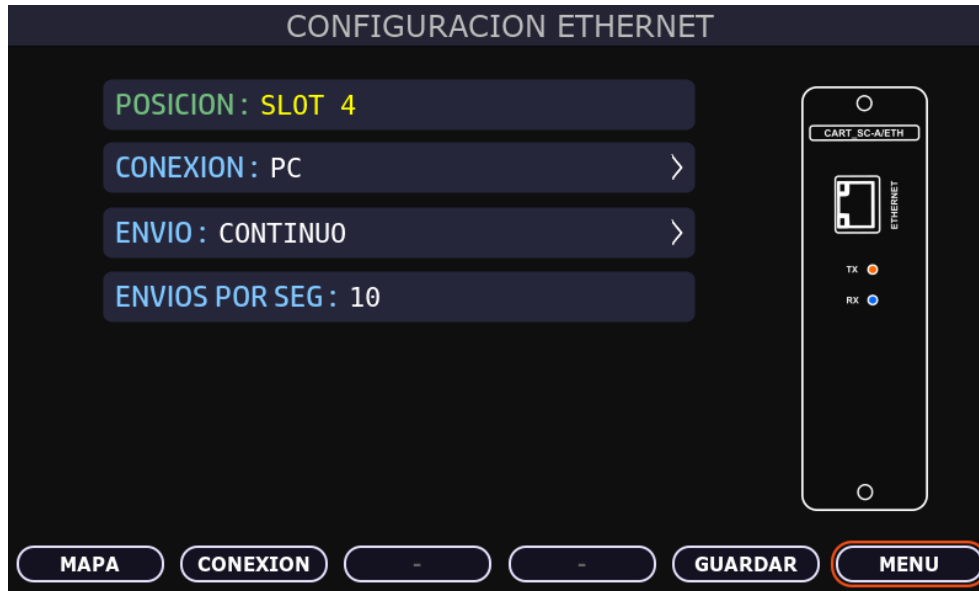 CONFIGURACION ETHERNET
POSICION : SLOT 4
CONEXION : PC
ENVIO : CONTINUO
ENVIOS POR SEG : 10
CART_SC-A/ETH
ETHERNET
TX
RX
MAPA
CONEXION
-
-
GUARDAR
MENU